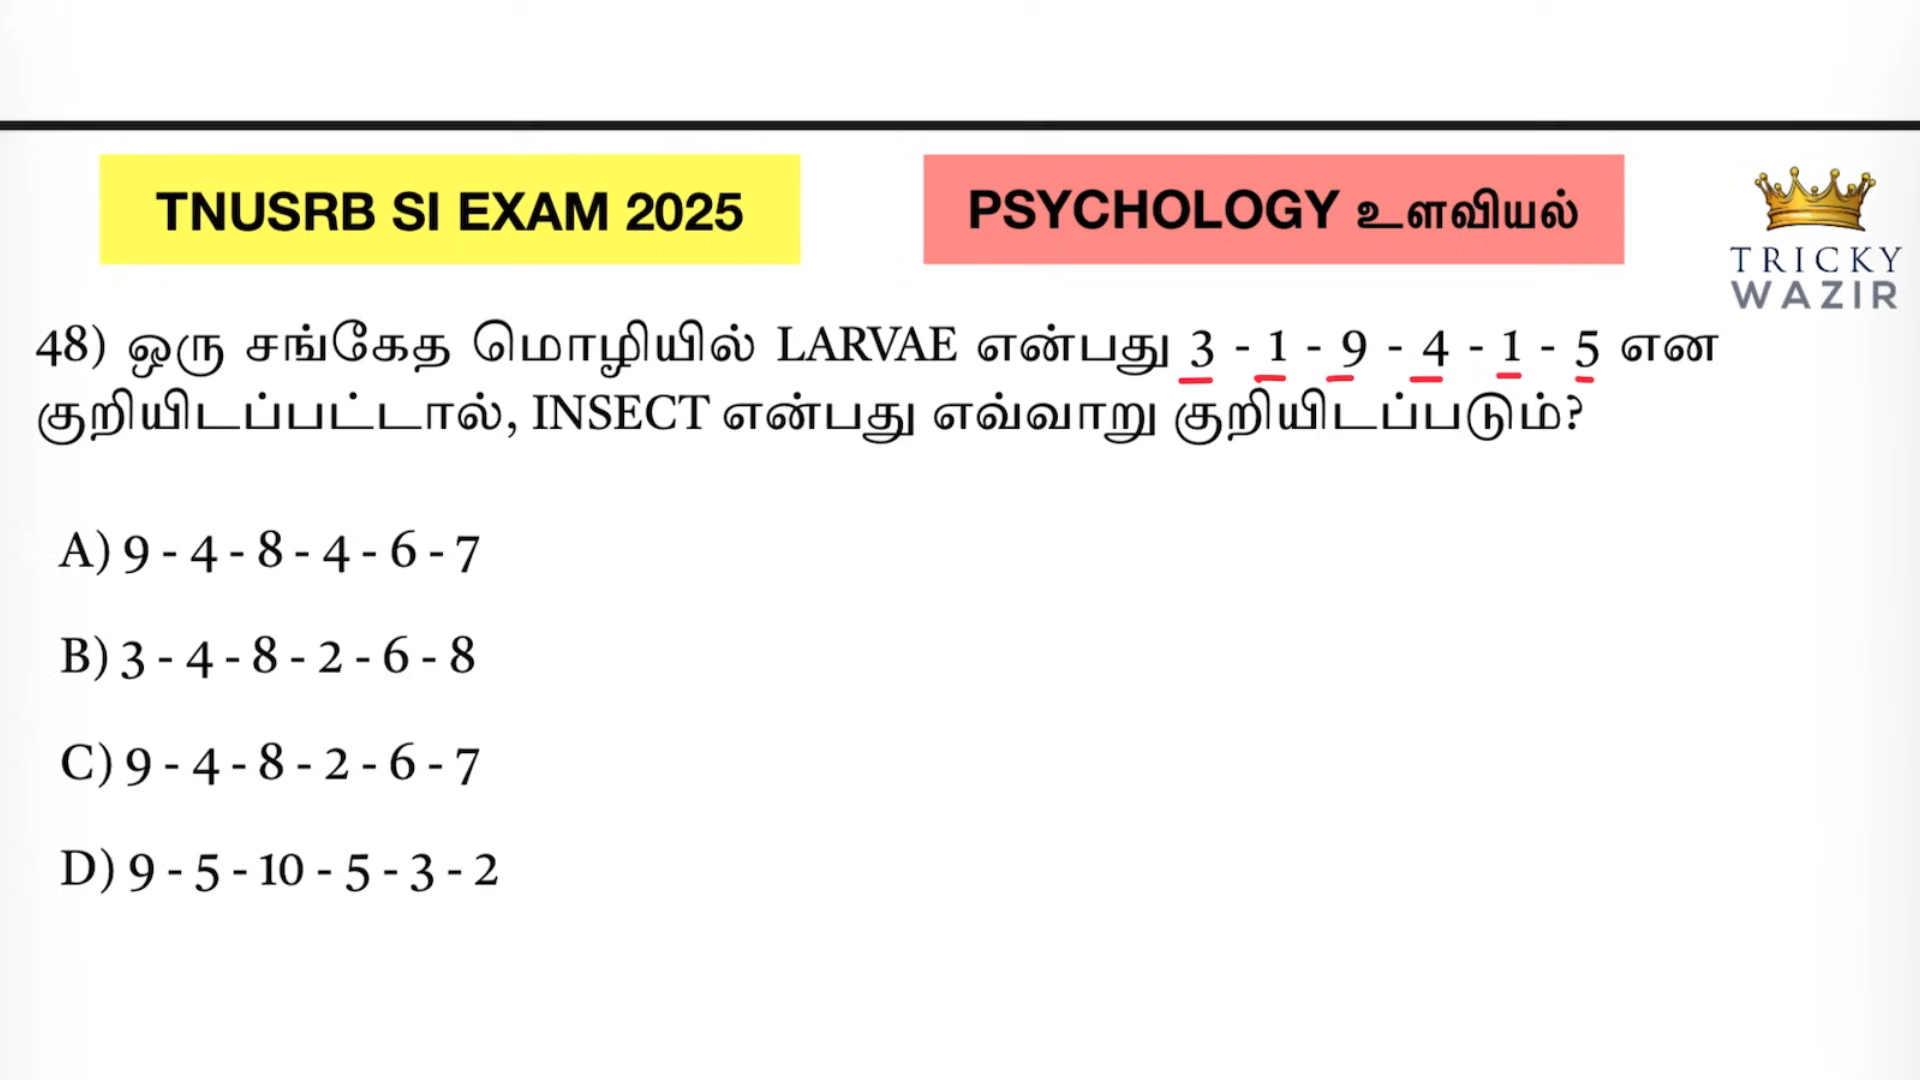 TNUSRB SI EXAM 2025
PSYCHOLOGY உளவியல்
TRICKY
WAZIR
48) ஒரு சங்கேத மொழியில் LARVAE என்பது 3 - 1 - 9 - 4 - 1 - 5 என
குறியிடப்பட்டால், INSECT என்பது எவ்வாறு குறியிடப்படும்?
A) 9 - 4 - 8 - 4 - 6 - 7
B) 3 - 4 - 8 - 2 - 6 - 8
C) 9 - 4 - 8 - 2 - 6 - 7
D) 9 - 5 - 10 - 5 - 3 - 2